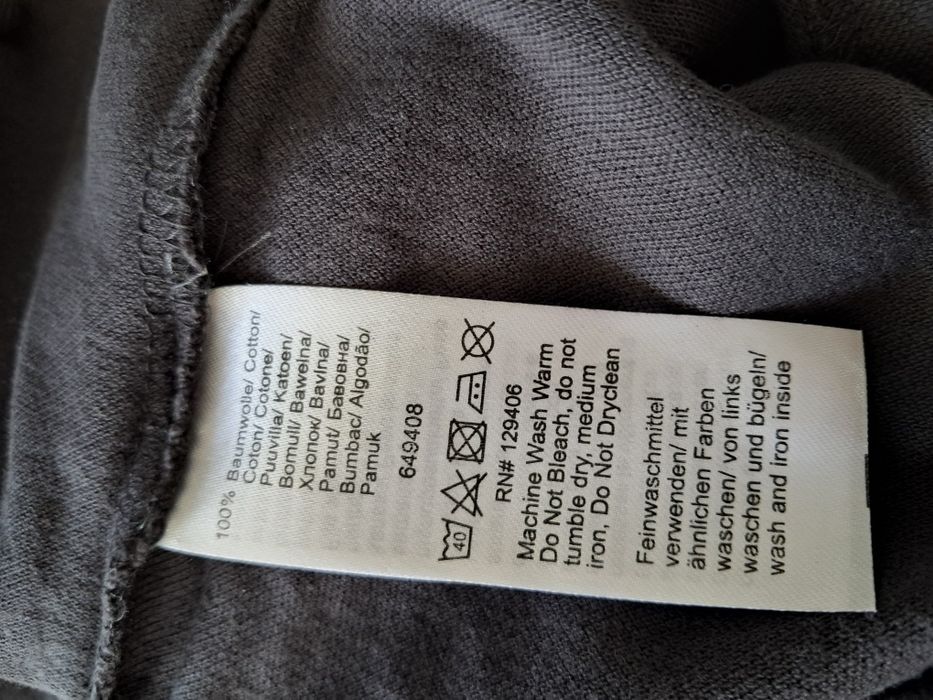 100% Baumwolle/ Cotton/
Coton/ Cotone/
Puuvilla/ Katoen/
Bomull/ Bawełna/
Хлопок/ Bavlna/
Pamut/ Бавовна/
Bumbac/ Algodão/
Pamuk
649408
40
RN# 129406
Machine Wash Warm
Do Not Bleach, do not
tumble dry, medium
iron, Do Not Dryclean
Feinwaschmittel
verwenden/ mit
ähnlichen Farben
waschen/ von links
waschen und bügeln/
wash and iron inside